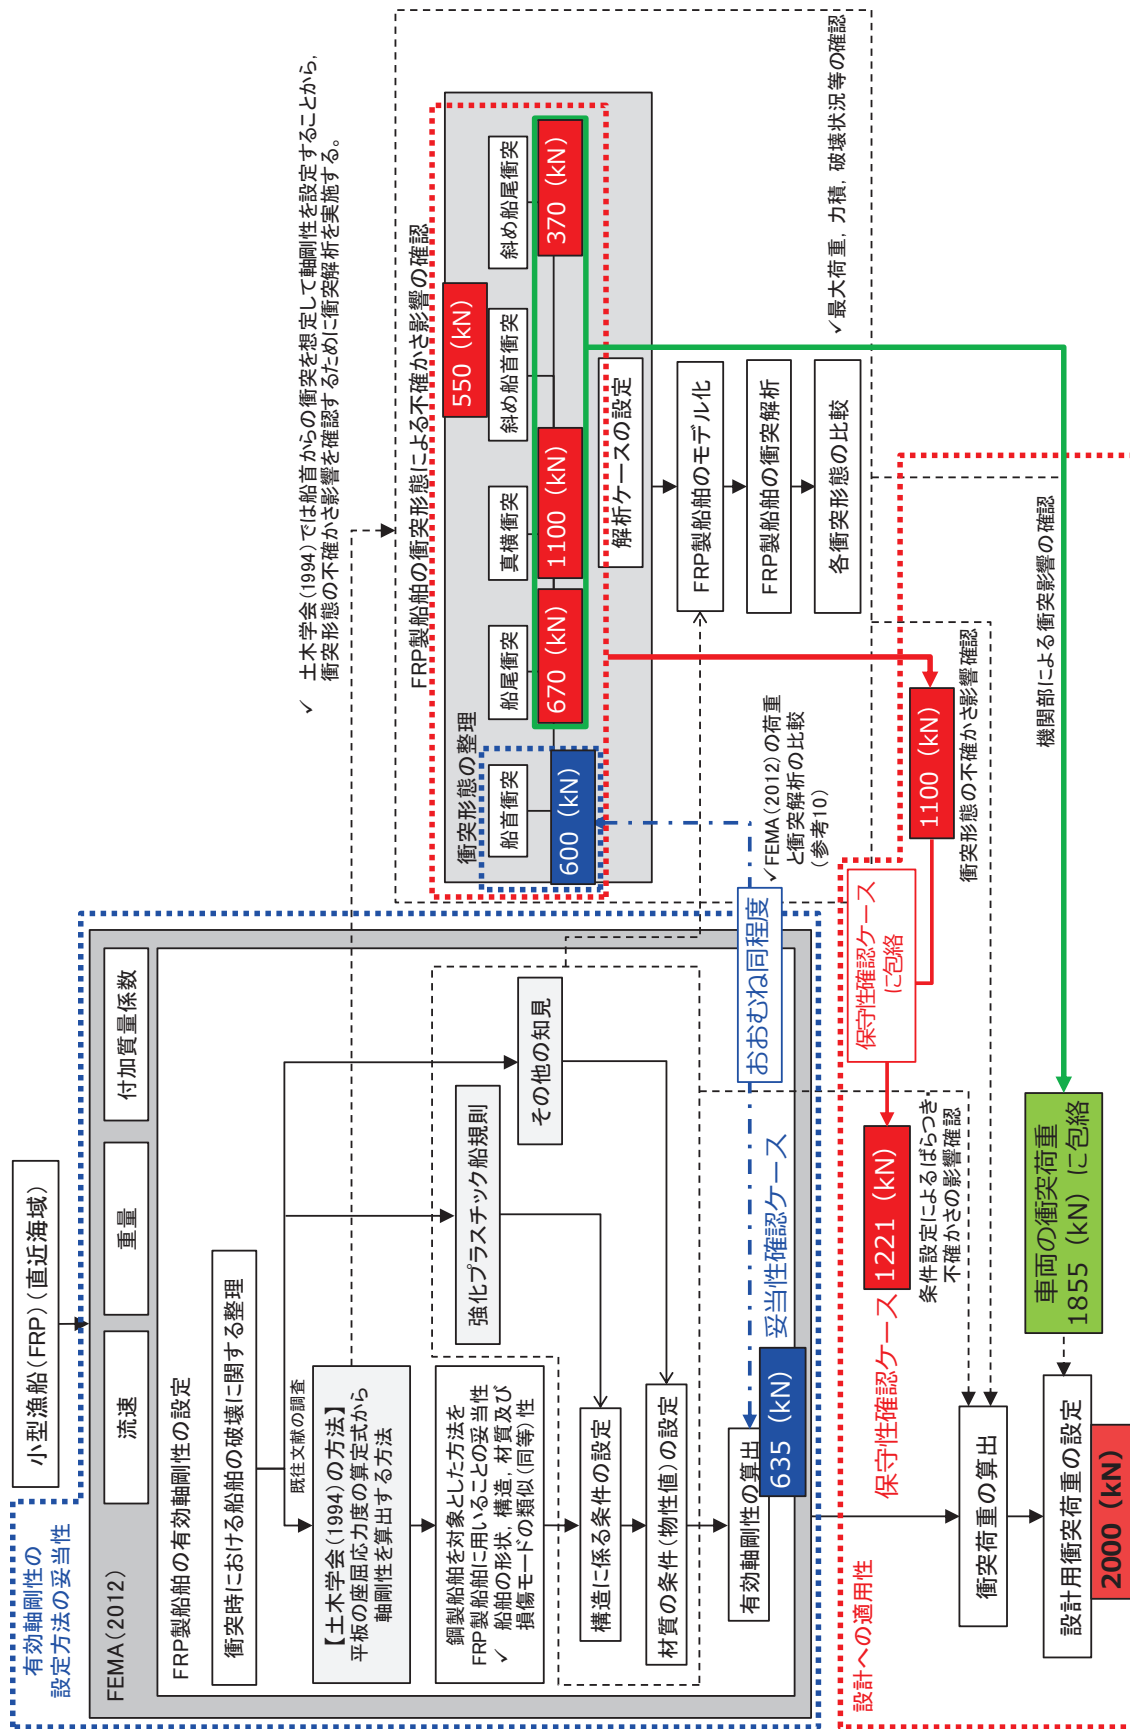 小型漁船(FRP)(直近海域)
有効軸剛性の
設定方法の妥当性
FEMA(2012)
流速
重量
付加質量係数
FRP製船舶の有効軸剛性の設定
衝突時における船舶の破壊に関する整理
既往文献の調査
【土木学会(1994)の方法】
平板の座屈応力度の算定式から
軸剛性を算出する方法
強化プラスチック船規則
その他の知見
鋼製船舶を対象とした方法を
FRP製船舶に用いることの妥当性
✓ 船舶の形状、構造、材質及び
損傷モードの類似(同等)性
構造に係る条件の設定
材質の条件(物性値)の設定
有効軸剛性の算出
635 (kN)
妥当性確認ケース
おおむね同程度
✓FEMA(2012)の荷重
と衝突解析の比較
(参考10)
✓ 土木学会(1994)では船首からの衝突を想定して軸剛性を設定することから、
衝突形態の不確かさ影響を確認するために衝突解析を実施する。
FRP製船舶の衝突形態による不確かさ影響の確認
衝突形態の整理
船首衝突
船尾衝突
真横衝突
斜め船首衝突
斜め船尾衝突
600 (kN)
670 (kN)
1100 (kN)
550 (kN)
370 (kN)
解析ケースの設定
FRP製船舶のモデル化
FRP製船舶の衝突解析
各衝突形態の比較
✓最大荷重、力積、破壊状況等の確認
設計への適用性
保守性確認ケース
1221 (kN)
保守性確認ケース
に包絡
1100 (kN)
衝突形態の不確かさ影響確認
条件設定によるばらつき・
不確かさの影響確認
機関部による衝突影響の確認
衝突荷重の算出
車両の衝突荷重
1855 (kN) に包絡
設計用衝突荷重の設定
2000 (kN)